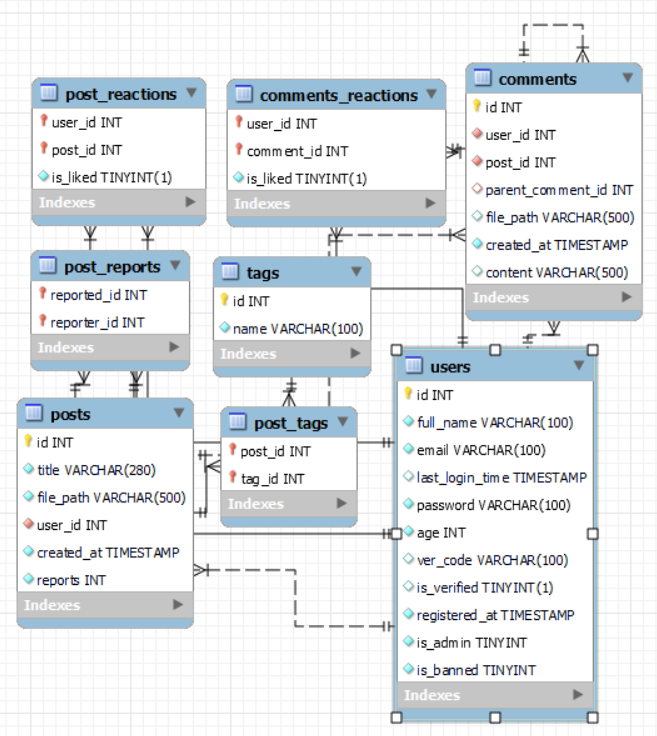 post_reactions
user_id INT
post_id INT
is_liked TINYINT(1)
Indexes
comments_reactions
user_id INT
comment_id INT
is_liked TINYINT(1)
Indexes
comments
id INT
user_id INT
post_id INT
parent_comment_id INT
file_path VARCHAR(500)
created_at TIMESTAMP
content VARCHAR(500)
Indexes
post_reports
reported_id INT
reporter_id INT
Indexes
tags
id INT
name VARCHAR(100)
Indexes
posts
id INT
title VARCHAR(280)
file_path VARCHAR(500)
user_id INT
created_at TIMESTAMP
reports INT
Indexes
post_tags
post_id INT
tag_id INT
Indexes
users
id INT
full_name VARCHAR(100)
email VARCHAR(100)
last_login_time TIMESTAMP
password VARCHAR(100)
age INT
ver_code VARCHAR(100)
is_verified TINYINT(1)
registered_at TIMESTAMP
is_admin TINYINT
is_banned TINYINT
Indexes